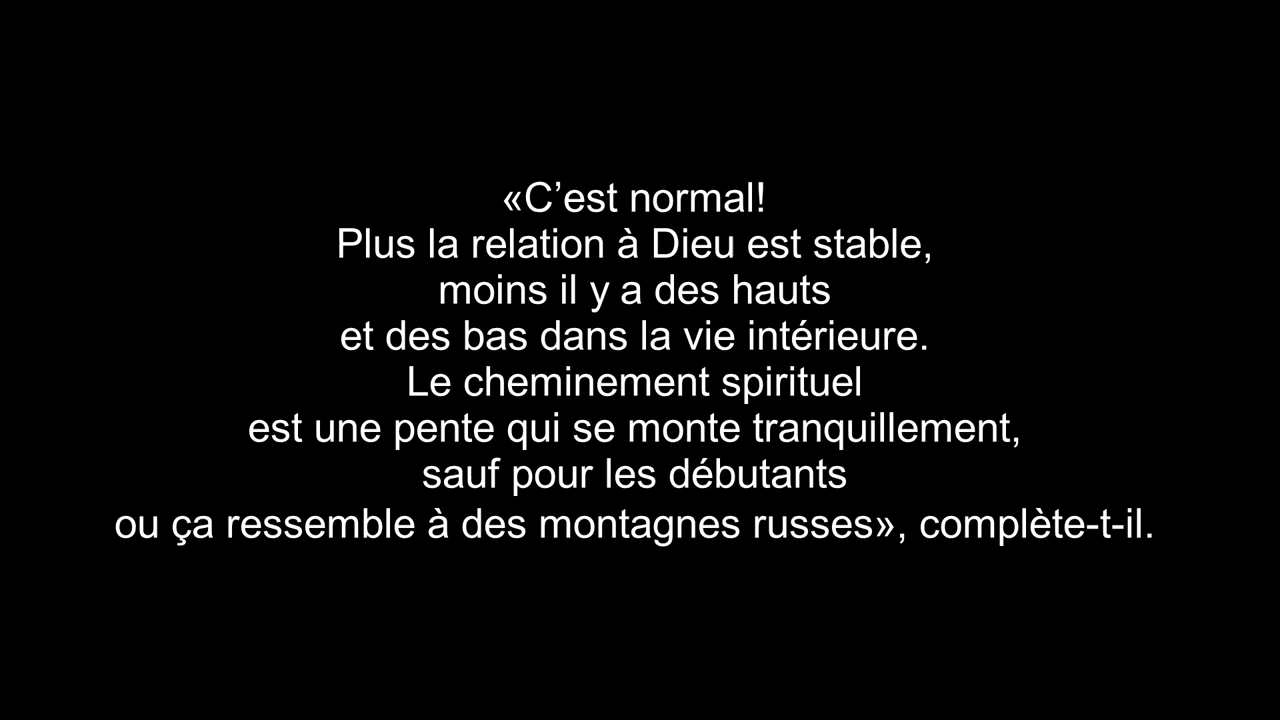 «C’est normal!
Plus la relation à Dieu est stable,
moins il y a des hauts
et des bas dans la vie intérieure.
Le cheminement spirituel
est une pente qui se monte tranquillement,
sauf pour les débutants
ou ça ressemble à des montagnes russes», complète-t-il.